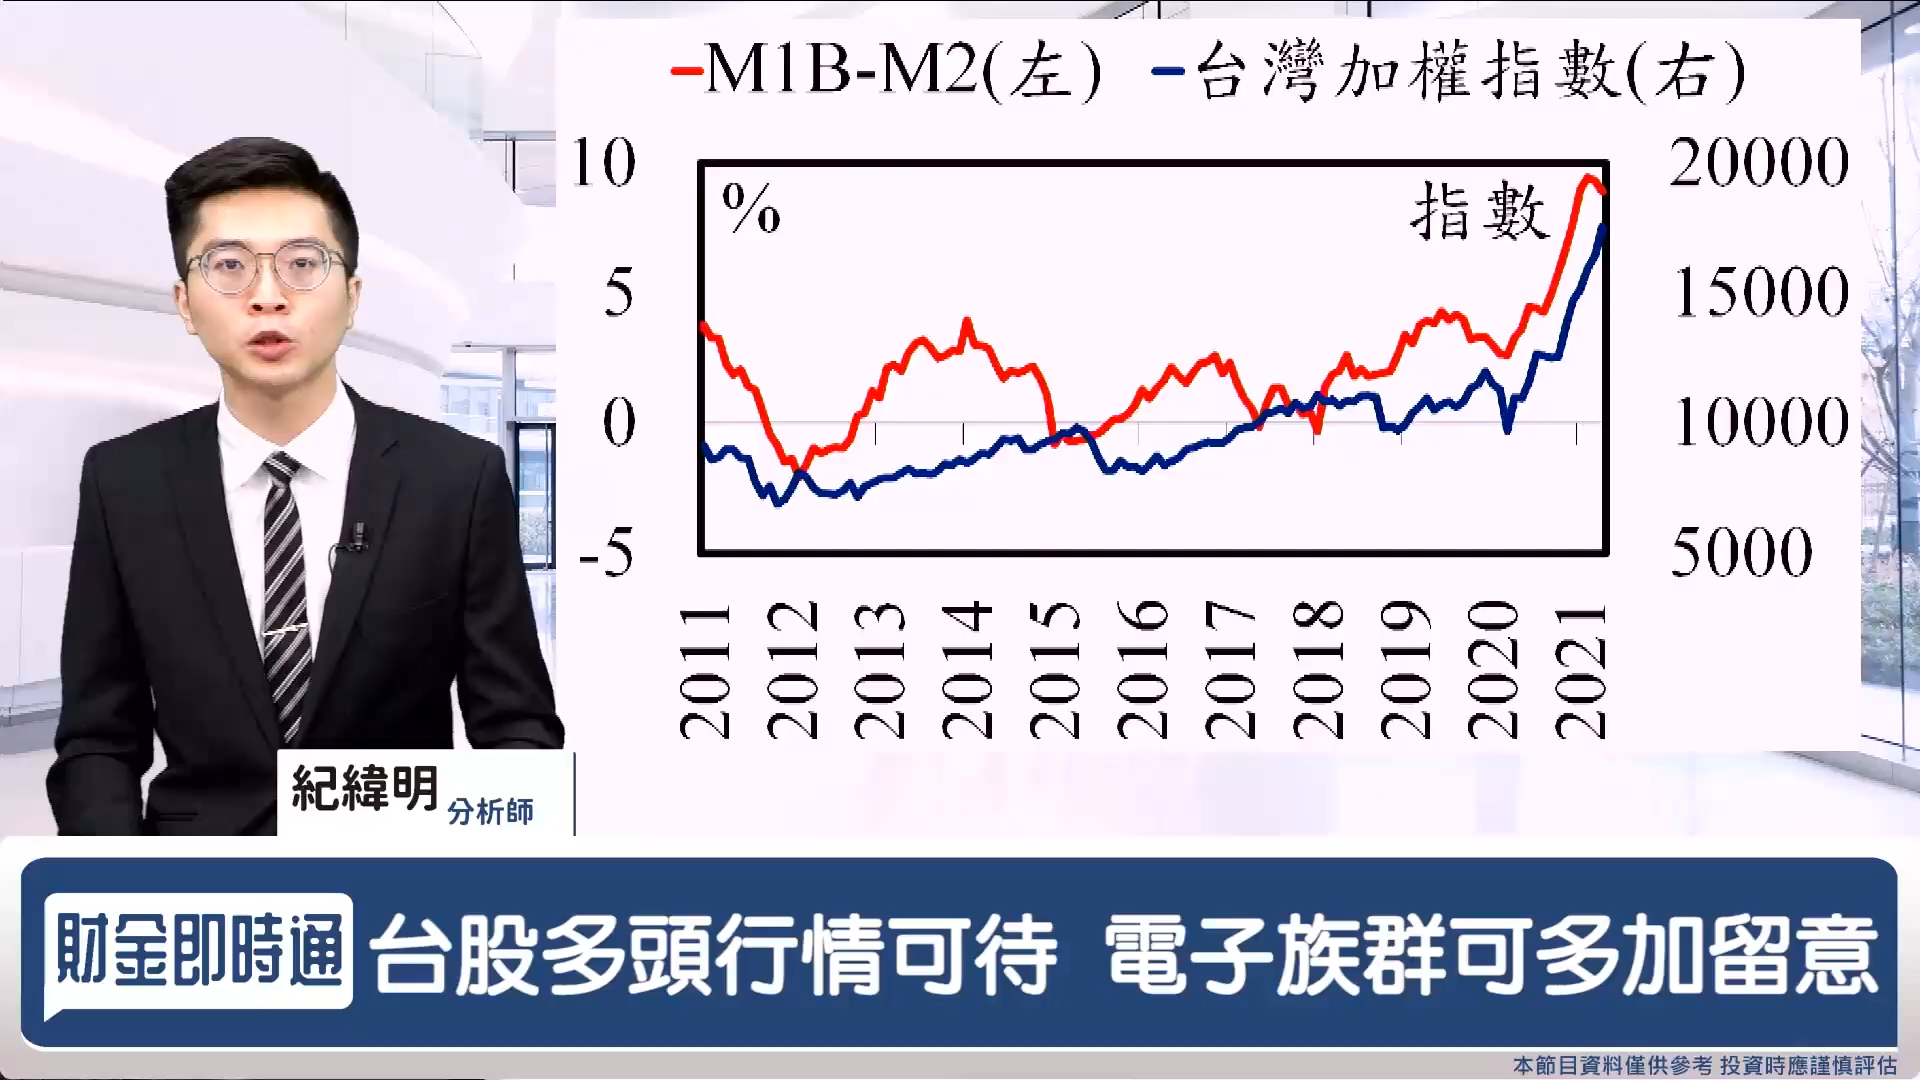 M1B-M2(左) 台灣加權指數(右)
10
5
0
-5
%
指數
20000
15000
10000
5000
2011 2012 2013 2014 2015 2016 2017 2018 2019 2020 2021
紀緯明 分析師
財金即時通 台股多頭行情可待 電子族群可多加留意
本節目資料僅供參考 投資時應謹慎評估